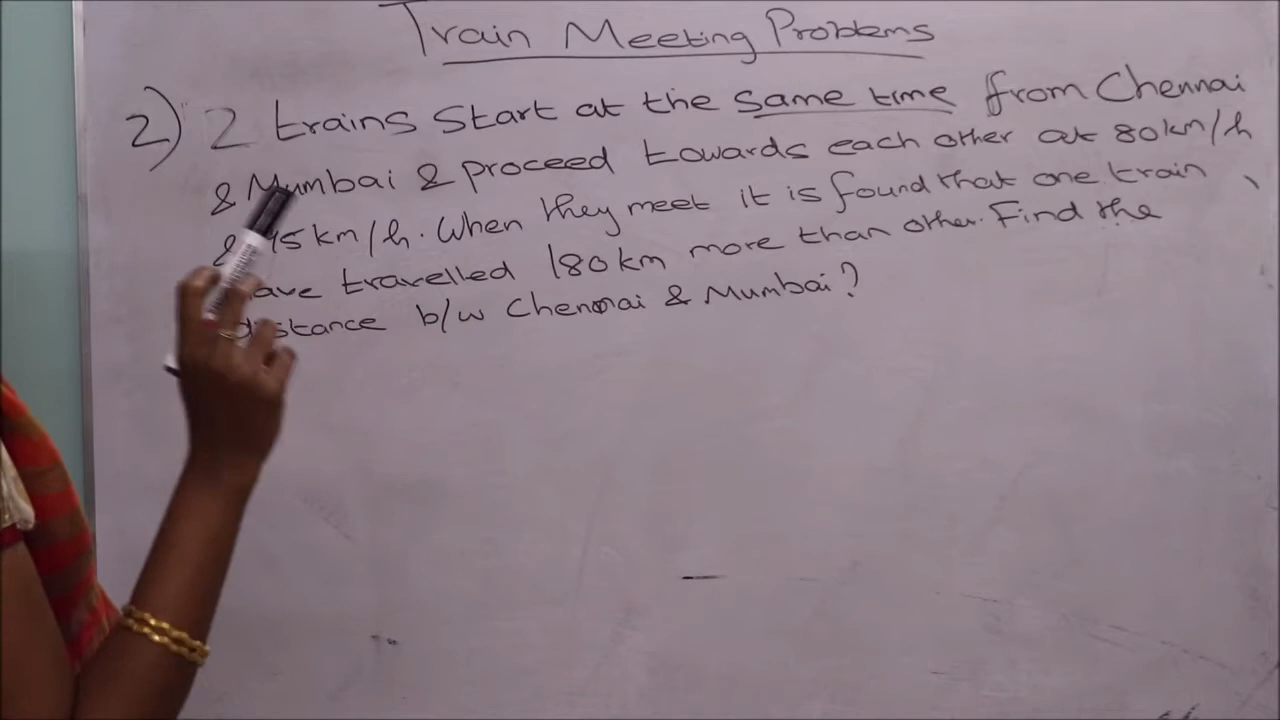 Train Meeting Problems
2) 2 trains start at the same time from Chennai
& Mumbai & proceed towards each other at 80km/h
& 95km/h. When they meet it is found that one train
have travelled 180km more than other. Find the
distance b/w Chennai & Mumbai?